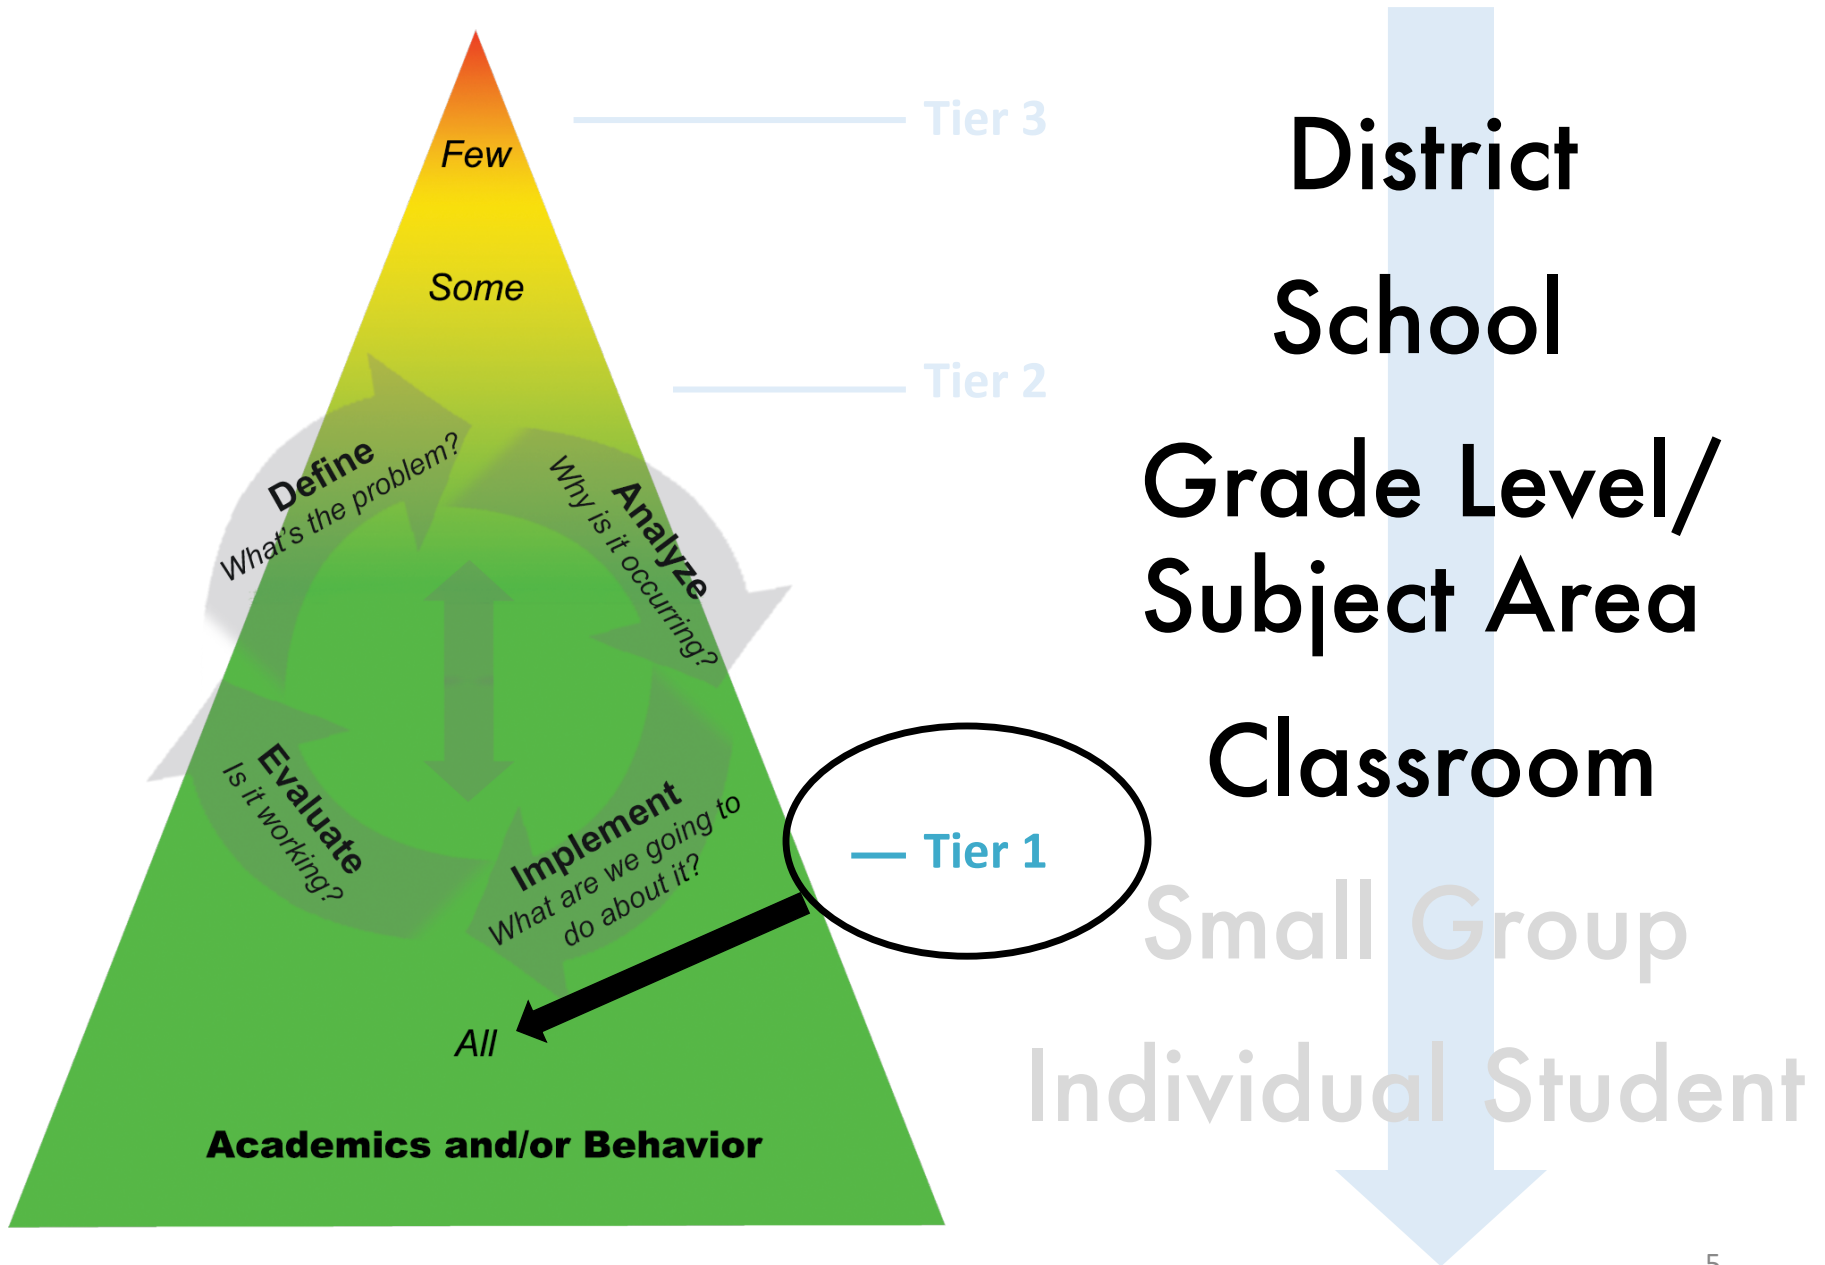 Few
Some
Define
What's the problem?
Analyze
Why is it occurring?
Implement
What are we going to
do about it?
Evaluate
Is it working?
All
Academics and/or Behavior
Tier 3
Tier 2
Tier 1
District
School
Grade Level/
Subject Area
Classroom
Small Group
Individual Student
5